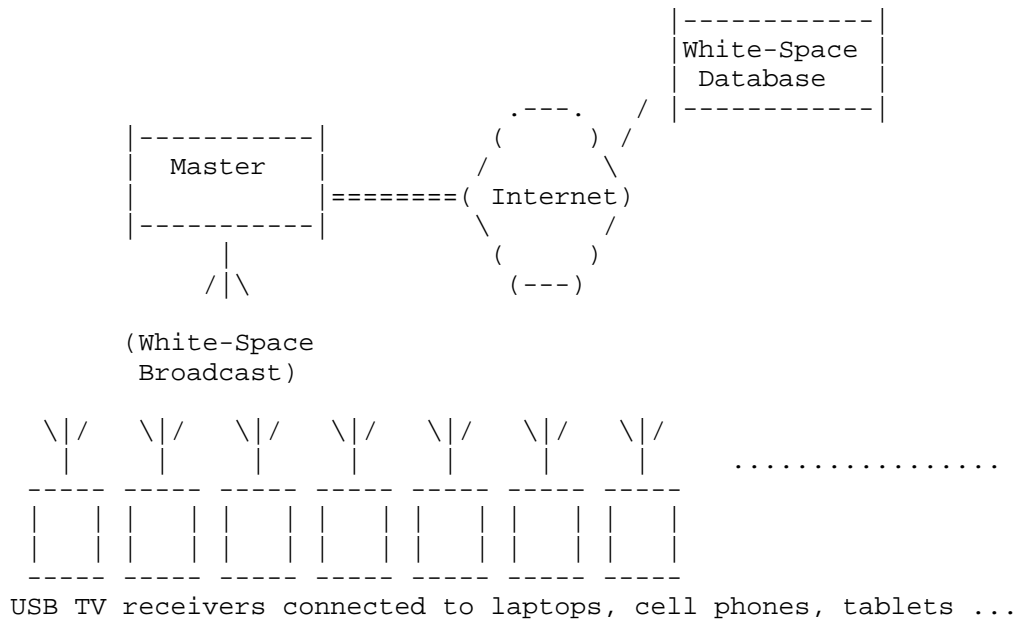 White-Space
Database
Master
Internet
(White-Space
Broadcast)
USB TV receivers connected to laptops, cell phones, tablets ...